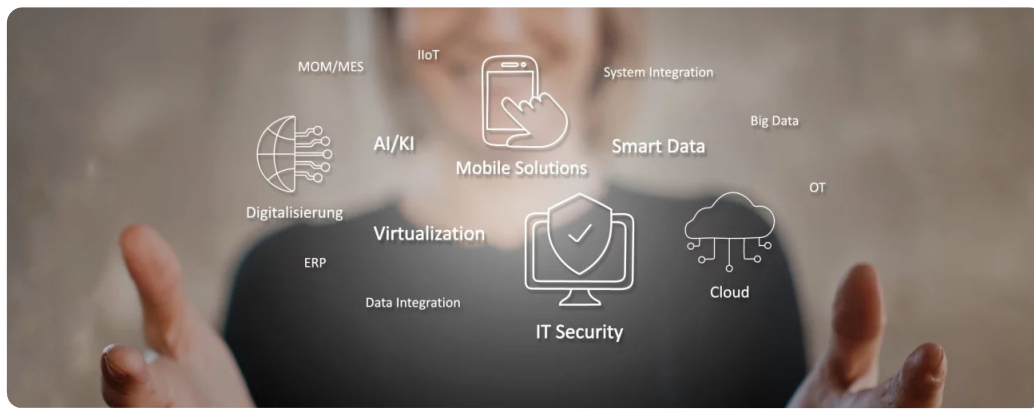 IIoT
MOM/MES
System Integration
Big Data
AI/KI
Smart Data
Mobile Solutions
OT
Digitalisierung
Virtualization
ERP
Cloud
Data Integration
IT Security